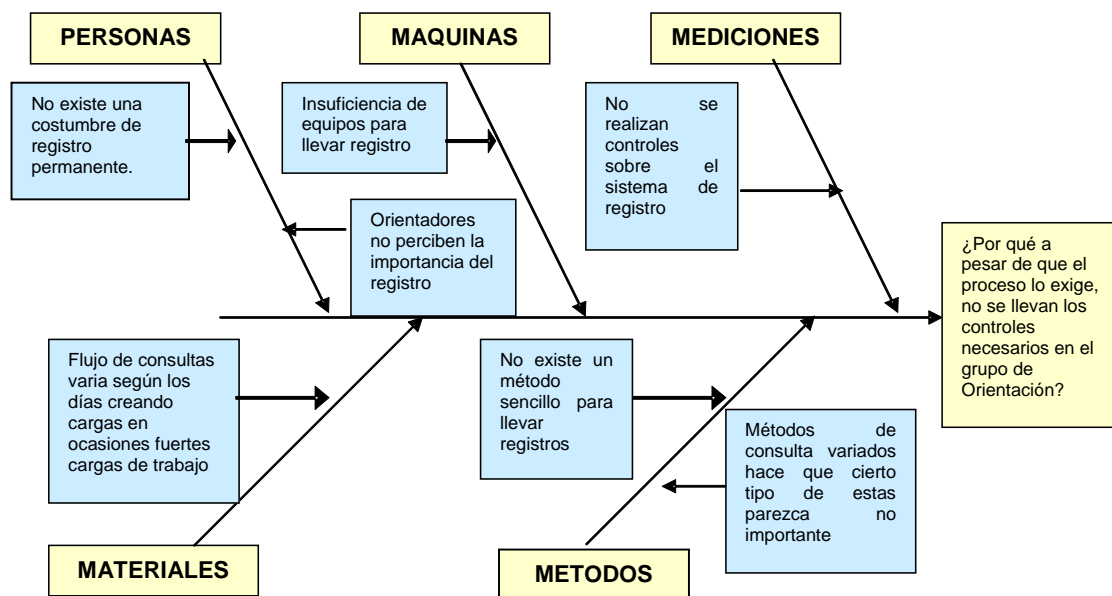 PERSONAS
MAQUINAS
MEDICIONES
No existe una
costumbre de
registro
permanente.
Insuficiencia de
equipos para
llevar registro
No se
realizan
controles
sobre el
sistema de
registro
Orientadores
no perciben la
importancia del
registro
¿Por qué a
pesar de que el
proceso lo exige,
no se llevan los
controles
necesarios en el
grupo de
Orientación?
Flujo de consultas
varia según los
días creando
cargas en
ocasiones fuertes
cargas de trabajo
No existe un
método
sencillo para
llevar
registros
Métodos de
consulta variados
hace que cierto
tipo de estas
parezca no
importante
MATERIALES
METODOS